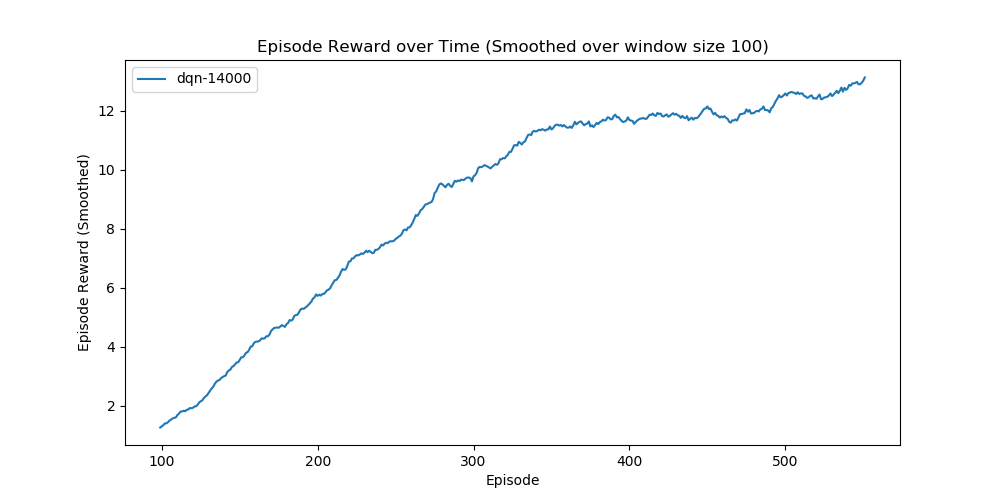 Episode Reward over Time (Smoothed over window size 100)
dqn-14000
Episode Reward (Smoothed)
12
10
8
6
4
2
100 200 300 400 500
Episode